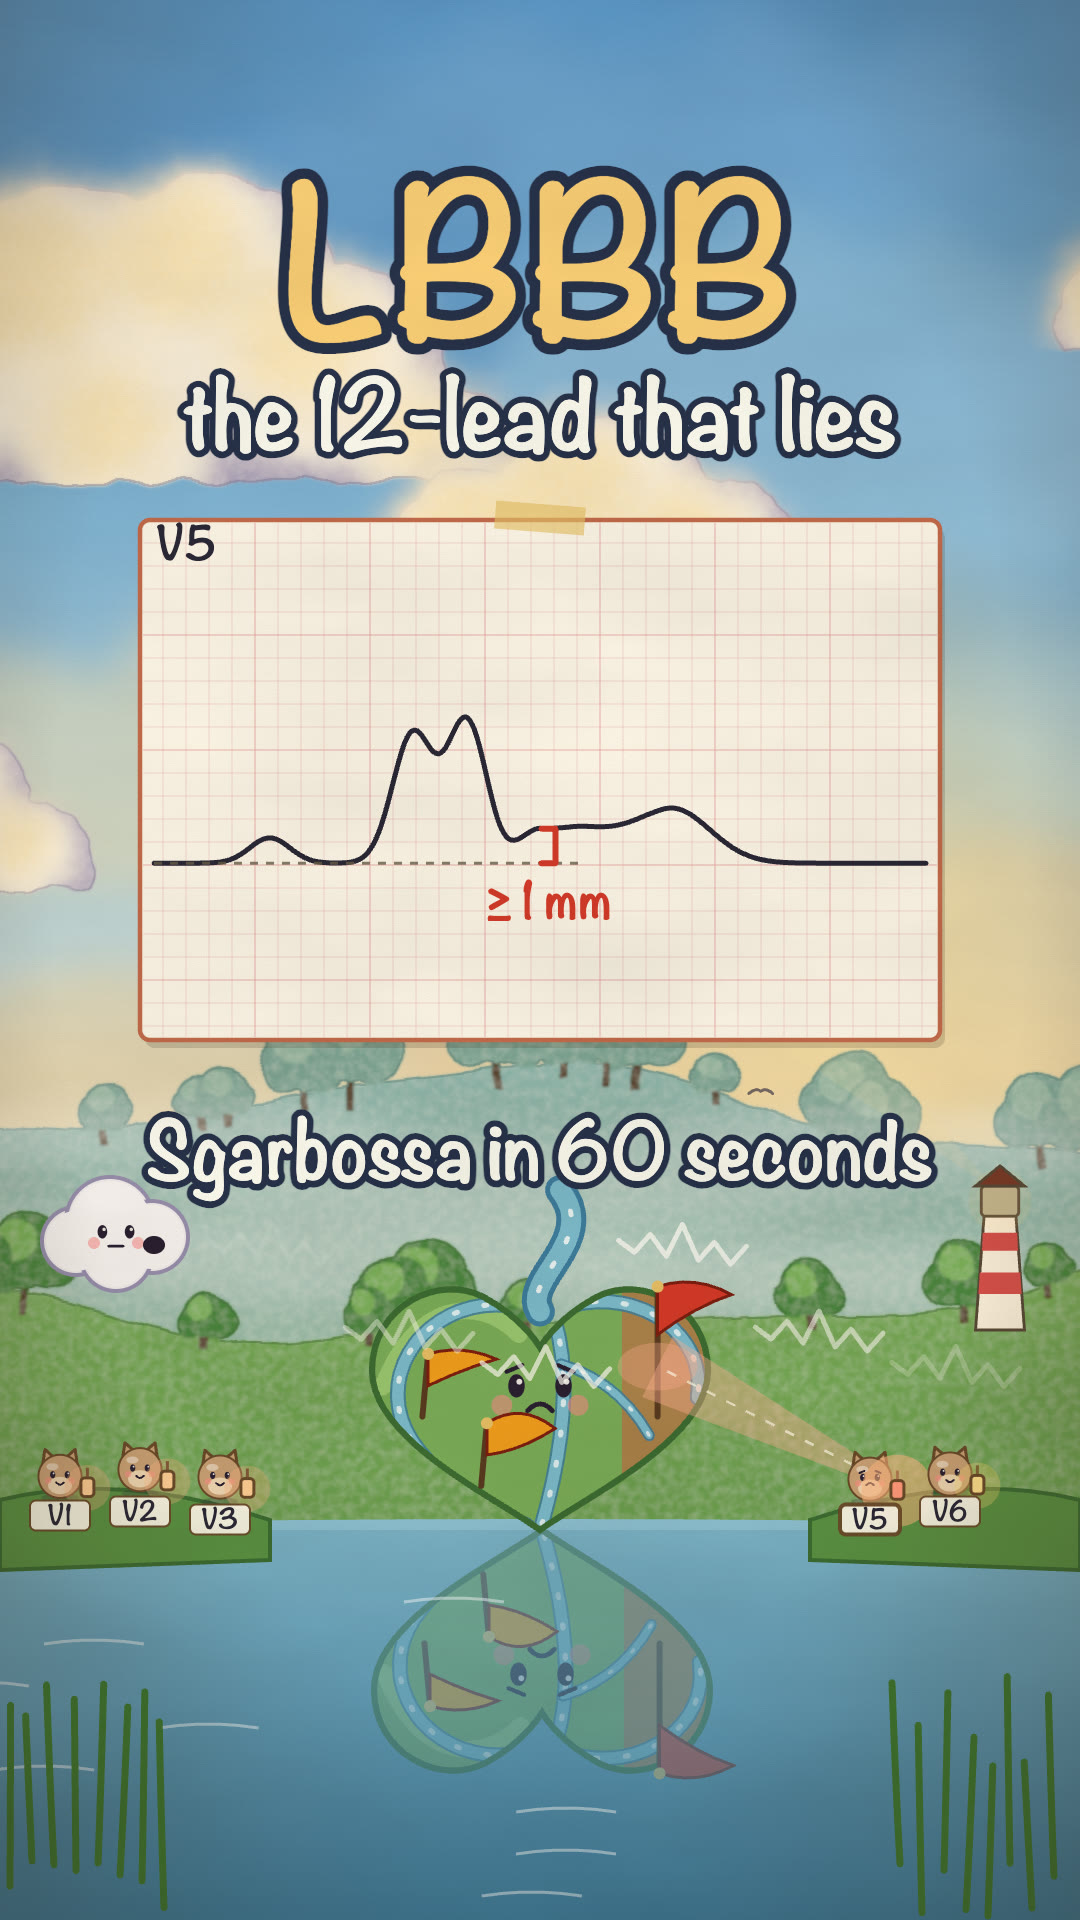 LBBB
the 12-lead that lies
V5
≥1 mm
Sgarbossa in 60 seconds
V1
V2
V3
V5
V6